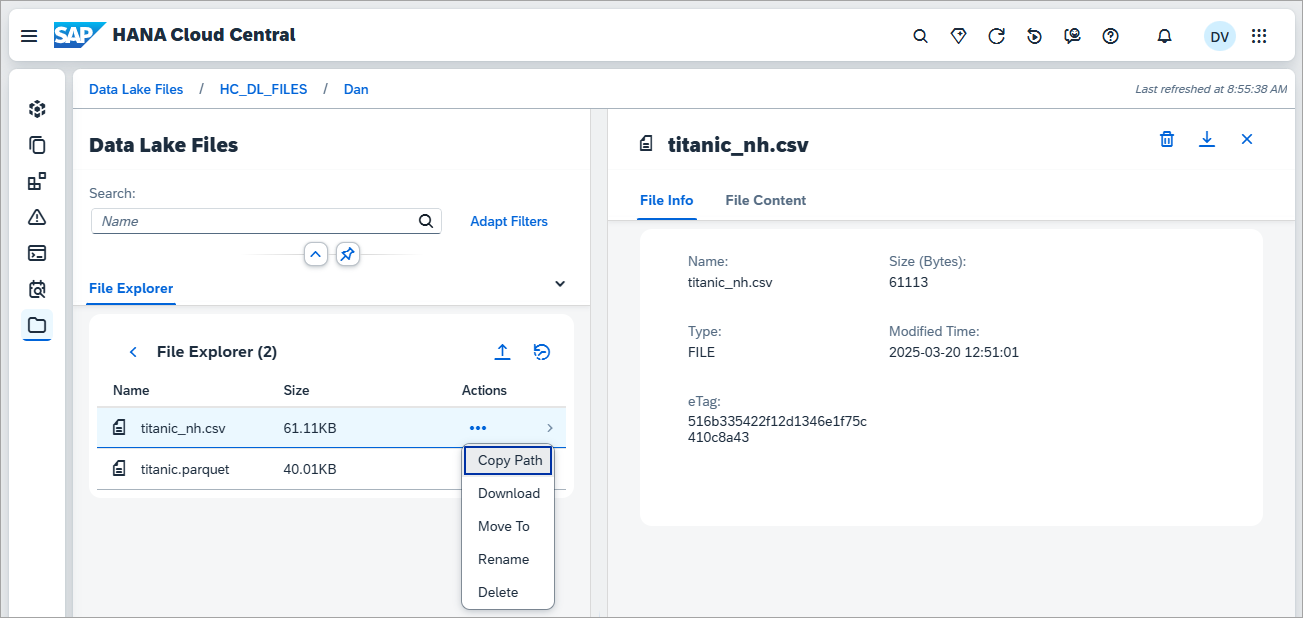 SAP HANA Cloud Central
DV
Data Lake Files / HC_DL_FILES / Dan
Last refreshed at 8:55:38 AM
Data Lake Files
Search:
Name
Adapt Filters
File Explorer
File Explorer (2)
Name Size Actions
titanic_nh.csv 61.11KB
titanic.parquet 40.01KB
Copy Path
Download
Move To
Rename
Delete
titanic_nh.csv
File Info File Content
Name:
titanic_nh.csv
Size (Bytes):
61113
Type:
FILE
Modified Time:
2025-03-20 12:51:01
eTag:
516b335422f12d1346e1f75c
410c8a43